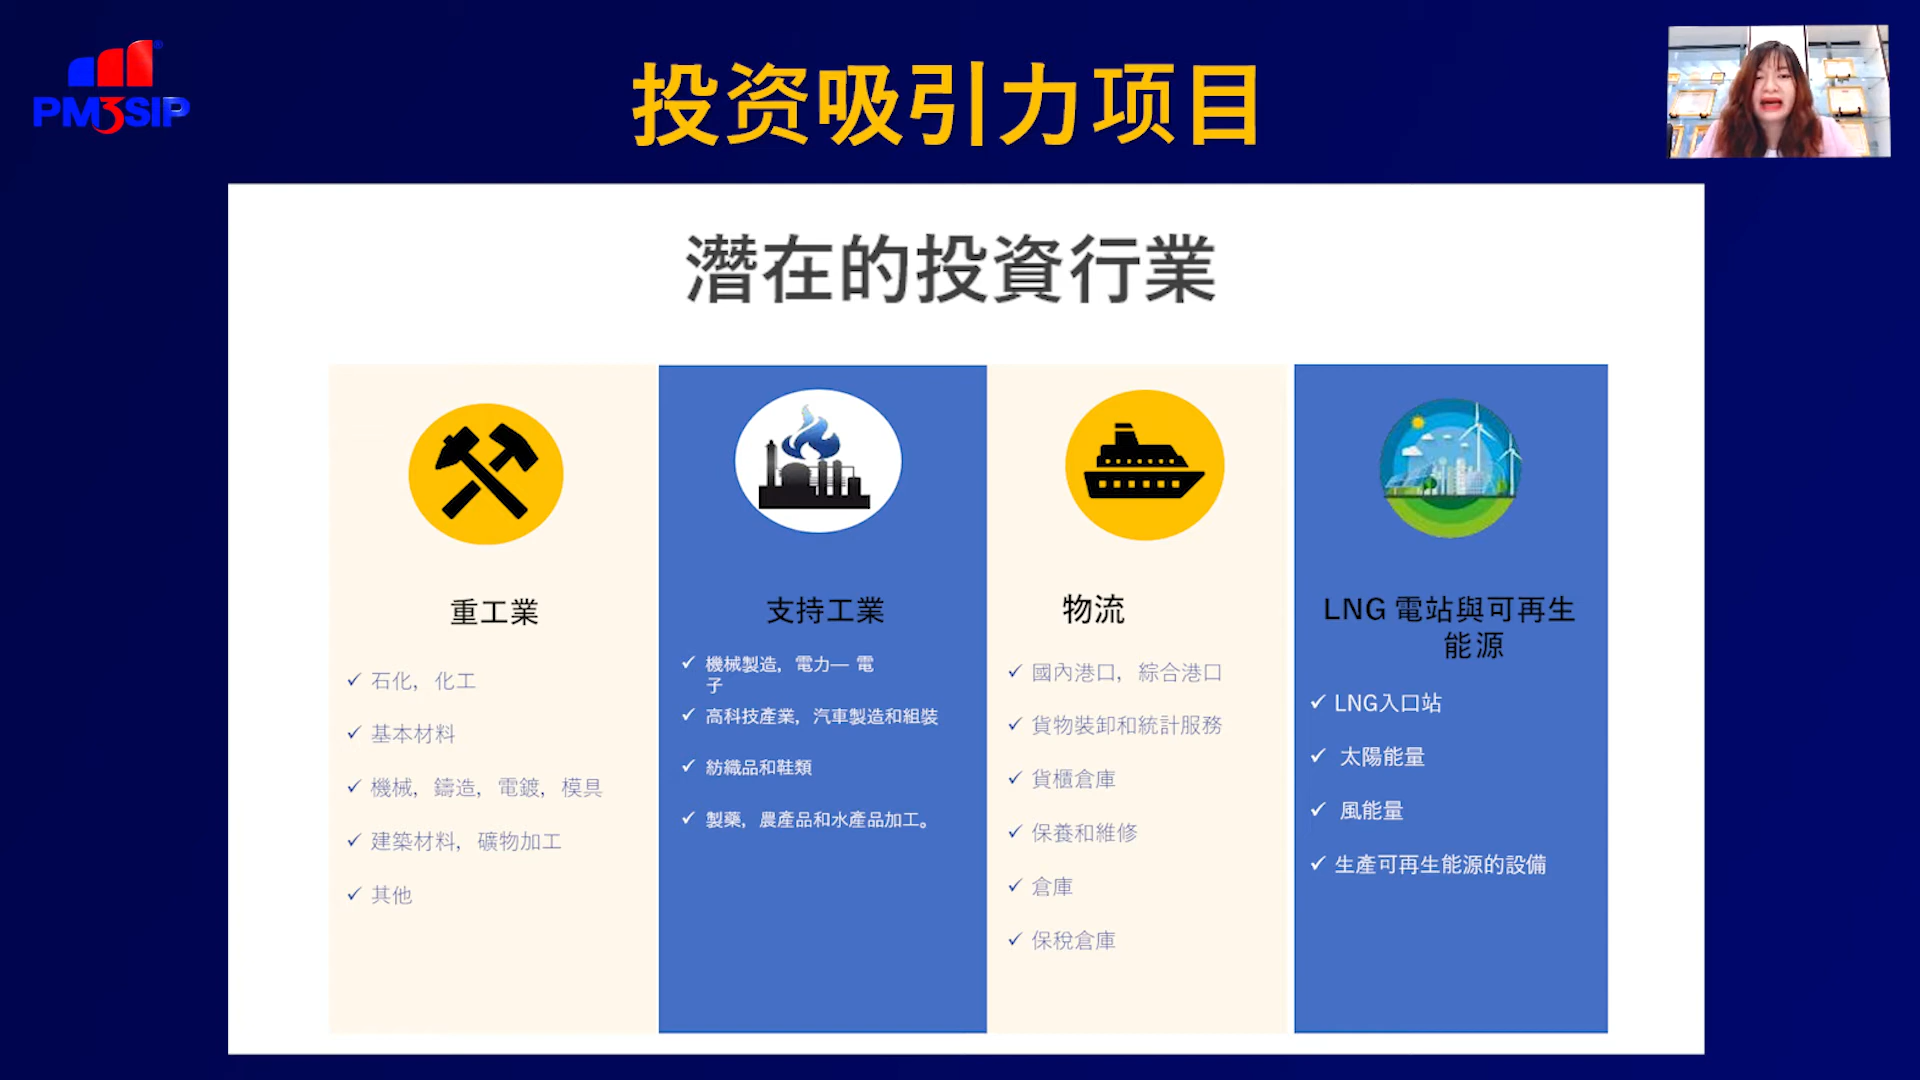 PM3SIP
投资吸引力项目
潛在的投資行業
重工業
石化，化工
基本材料
機械，鑄造，電鍍，模具
建築材料，礦物加工
其他
支持工業
機械製造，電力— 電
子
高科技產業，汽車製造和組裝
紡織品和鞋類
製藥，農產品和水產品加工。
物流
國內港口，綜合港口
貨物裝卸和統計服務
貨櫃倉庫
保養和維修
倉庫
保稅倉庫
LNG 電站與可再生
能源
LNG入口站
太陽能量
風能量
生產可再生能源的設備